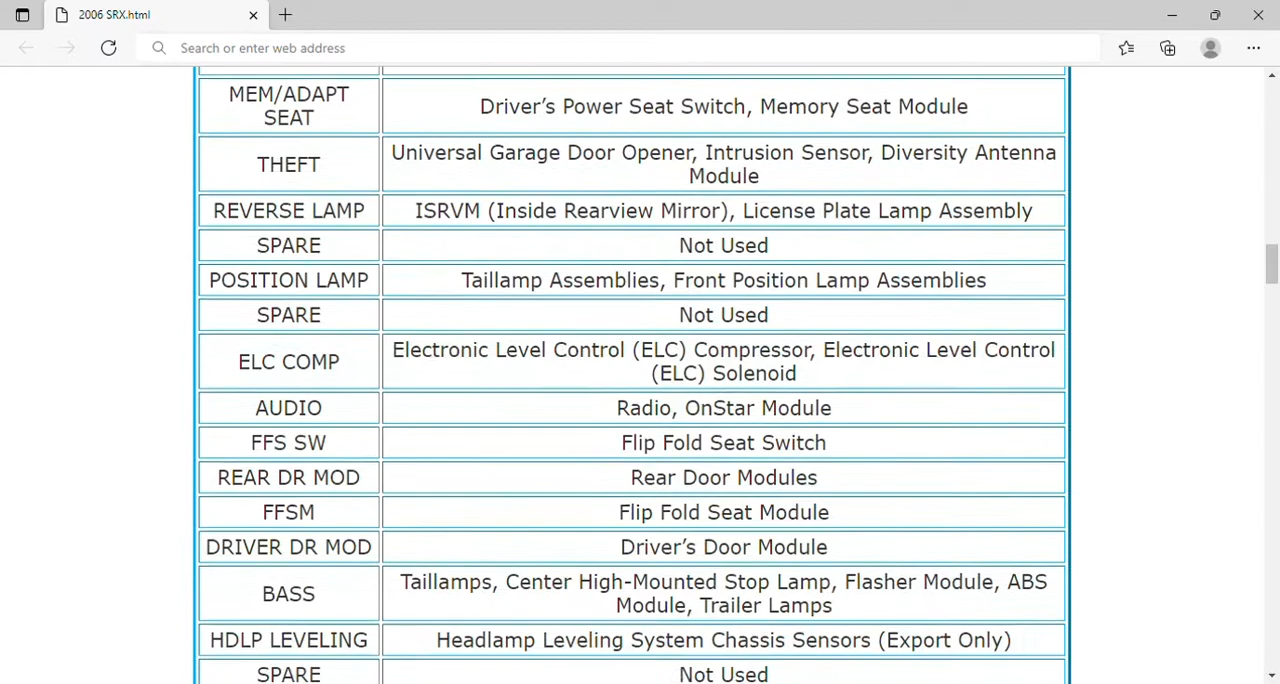 2006 SRX.html
Search or enter web address
MEM/ADAPT
SEAT
Driver’s Power Seat Switch, Memory Seat Module
THEFT
Universal Garage Door Opener, Intrusion Sensor, Diversity Antenna
Module
REVERSE LAMP
ISRVM (Inside Rearview Mirror), License Plate Lamp Assembly
SPARE
Not Used
POSITION LAMP
Taillamp Assemblies, Front Position Lamp Assemblies
SPARE
Not Used
ELC COMP
Electronic Level Control (ELC) Compressor, Electronic Level Control
(ELC) Solenoid
AUDIO
Radio, OnStar Module
FFS SW
Flip Fold Seat Switch
REAR DR MOD
Rear Door Modules
FFSM
Flip Fold Seat Module
DRIVER DR MOD
Driver’s Door Module
BASS
Taillamps, Center High-Mounted Stop Lamp, Flasher Module, ABS
Module, Trailer Lamps
HDLP LEVELING
Headlamp Leveling System Chassis Sensors (Export Only)
SPARE
Not Used